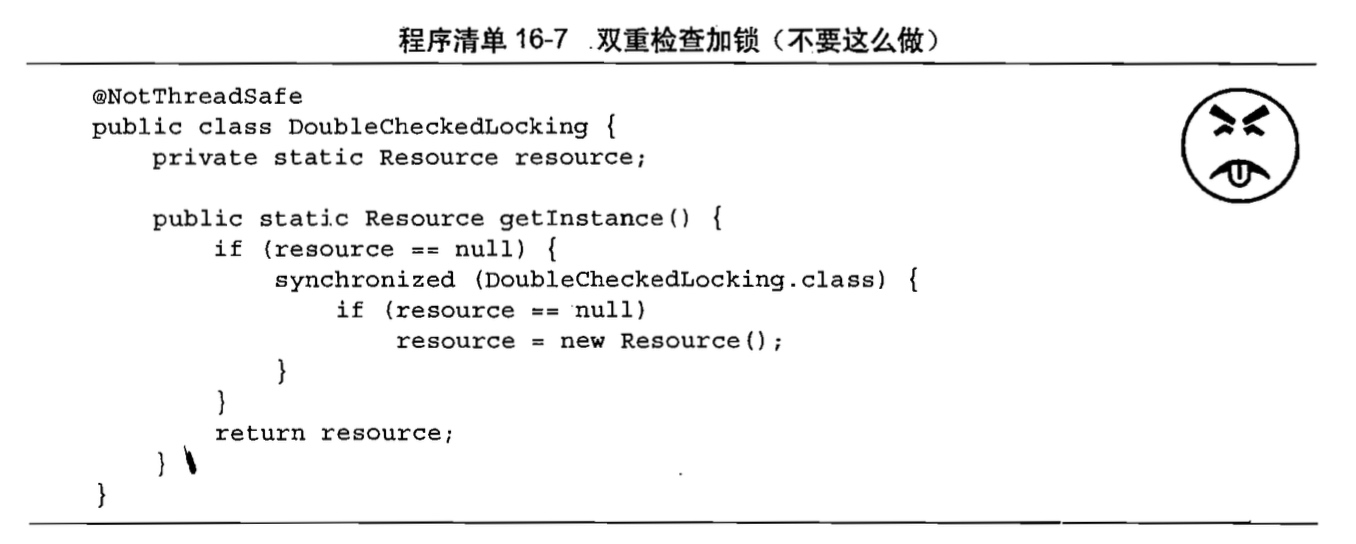 程序清单 16-7 双重检查加锁（不要这么做）
@NotThreadSafe
public class DoubleCheckedLocking {
    private static Resource resource;
    public static Resource getInstance() {
        if (resource == null) {
            synchronized (DoubleCheckedLocking.class) {
                if (resource == null)
                    resource = new Resource();
            }
        }
        return resource;
    }
}